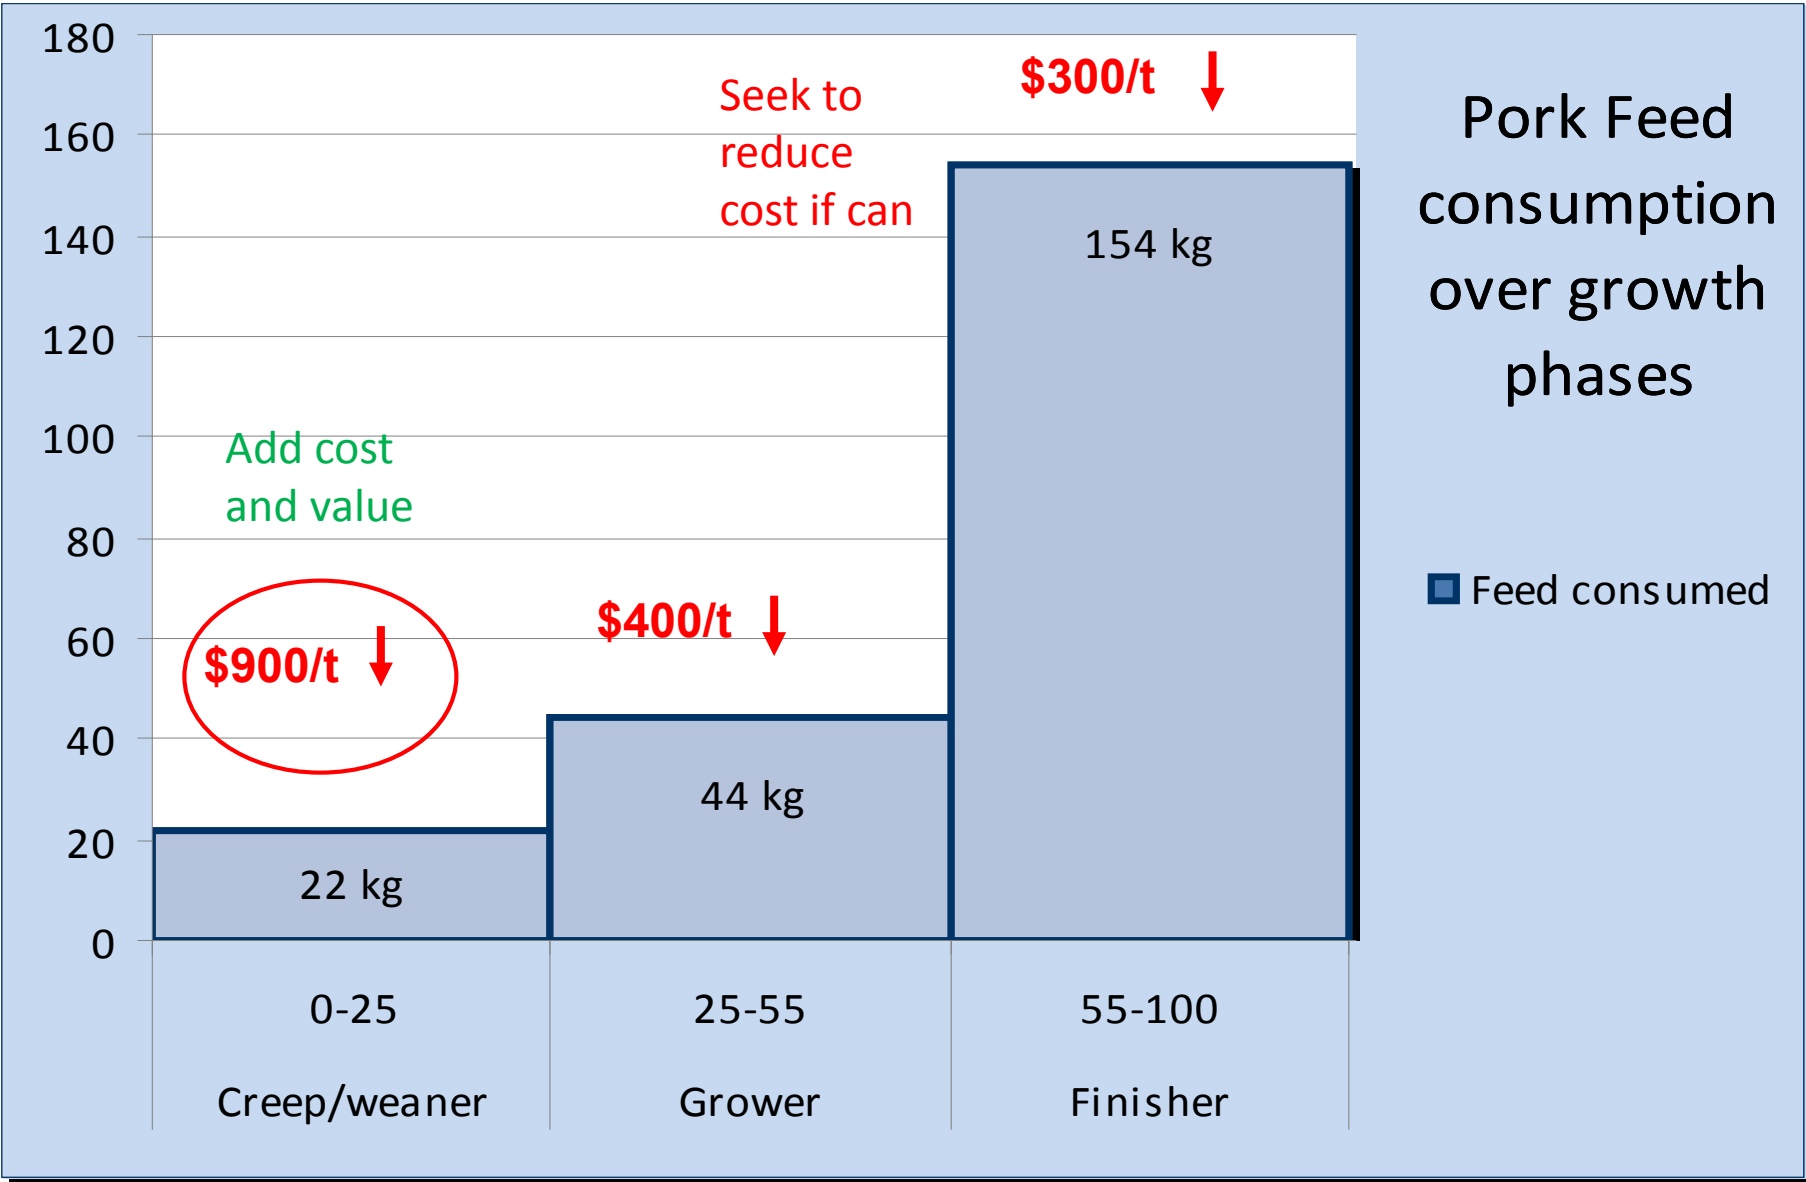 Pork Feed
consumption
over growth
phases
180
160
140
120
100
80
60
40
20
0
Seek to
reduce
cost if can
$300/t
154 kg
Add cost
and value
$900/t
$400/t
44 kg
22 kg
Feed consumed
0-25
25-55
55-100
Creep/weaner
Grower
Finisher